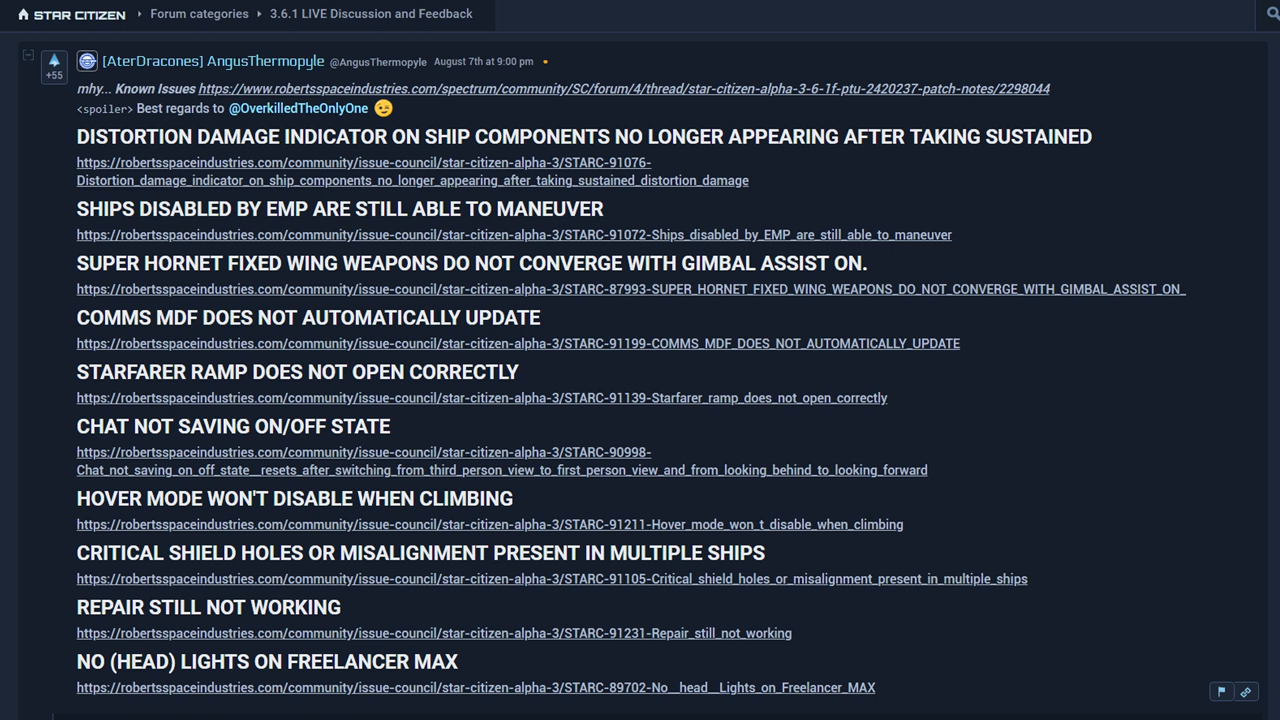 STAR CITIZEN Forum categories 3.6.1 LIVE Discussion and Feedback
[AterDracones] AngusThermopyle @AngusThermopyle August 7th at 9:00 pm
+55
mhy... Known Issues https://www.robertsspaceindustries.com/spectrum/community/SC/forum/4/thread/star-citizen-alpha-3-6-1f-ptu-2420237-patch-notes/2298044
<spoiler> Best regards to @OverkilledTheOnlyOne 😉
DISTORTION DAMAGE INDICATOR ON SHIP COMPONENTS NO LONGER APPEARING AFTER TAKING SUSTAINED
https://robertsspaceindustries.com/community/issue-council/star-citizen-alpha-3/STARC-91076-
Distortion_damage_indicator_on_ship_components_no_longer_appearing_after_taking_sustained_distortion_damage
SHIPS DISABLED BY EMP ARE STILL ABLE TO MANEUVER
https://robertsspaceindustries.com/community/issue-council/star-citizen-alpha-3/STARC-91072-Ships_disabled_by_EMP_are_still_able_to_maneuver
SUPER HORNET FIXED WING WEAPONS DO NOT CONVERGE WITH GIMBAL ASSIST ON.
https://robertsspaceindustries.com/community/issue-council/star-citizen-alpha-3/STARC-87993-SUPER_HORNET_FIXED_WING_WEAPONS_DO_NOT_CONVERGE_WITH_GIMBAL_ASSIST_ON_
COMMS MDF DOES NOT AUTOMATICALLY UPDATE
https://robertsspaceindustries.com/community/issue-council/star-citizen-alpha-3/STARC-91199-COMMS_MDF_DOES_NOT_AUTOMATICALLY_UPDATE
STARFARER RAMP DOES NOT OPEN CORRECTLY
https://robertsspaceindustries.com/community/issue-council/star-citizen-alpha-3/STARC-91139-Starfarer_ramp_does_not_open_correctly
CHAT NOT SAVING ON/OFF STATE
https://robertsspaceindustries.com/community/issue-council/star-citizen-alpha-3/STARC-90998-
Chat_not_saving_on_off_state__resets_after_switching_from_third_person_view_to_first_person_view_and_from_looking_behind_to_looking_forward
HOVER MODE WON'T DISABLE WHEN CLIMBING
https://robertsspaceindustries.com/community/issue-council/star-citizen-alpha-3/STARC-91211-Hover_mode_won_t_disable_when_climbing
CRITICAL SHIELD HOLES OR MISALIGNMENT PRESENT IN MULTIPLE SHIPS
https://robertsspaceindustries.com/community/issue-council/star-citizen-alpha-3/STARC-91105-Critical_shield_holes_or_misalignment_present_in_multiple_ships
REPAIR STILL NOT WORKING
https://robertsspaceindustries.com/community/issue-council/star-citizen-alpha-3/STARC-91231-Repair_still_not_working
NO (HEAD) LIGHTS ON FREELANCER MAX
https://robertsspaceindustries.com/community/issue-council/star-citizen-alpha-3/STARC-89702-No__head__Lights_on_Freelancer_MAX